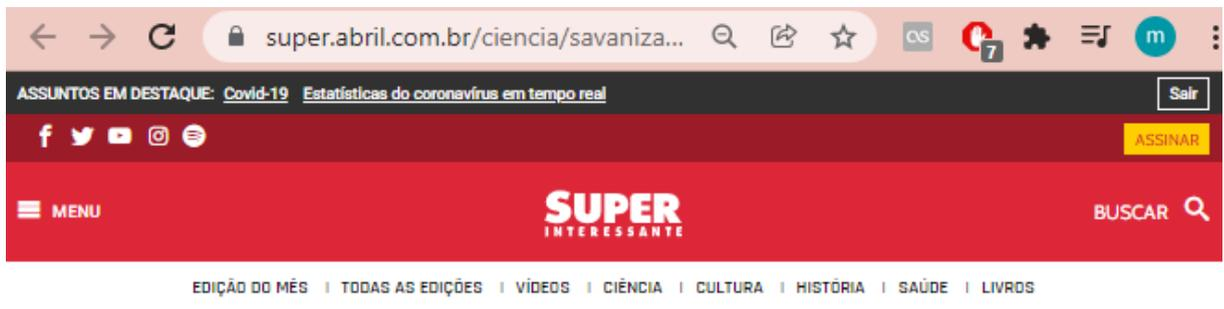 super.abril.com.br/ciencia/savaniza...
7
m
ASSUNTOS EM DESTAQUE: Covid-19 Estatísticas do coronavírus em tempo real
Sair
ASSINAR
MENU
SUPER
INTERESSANTE
BUSCAR
EDIÇÃO DO MÊS | TODAS AS EDIÇÕES | VÍDEOS | CIÊNCIA | CULTURA | HISTÓRIA | SAÚDE | LIVROS